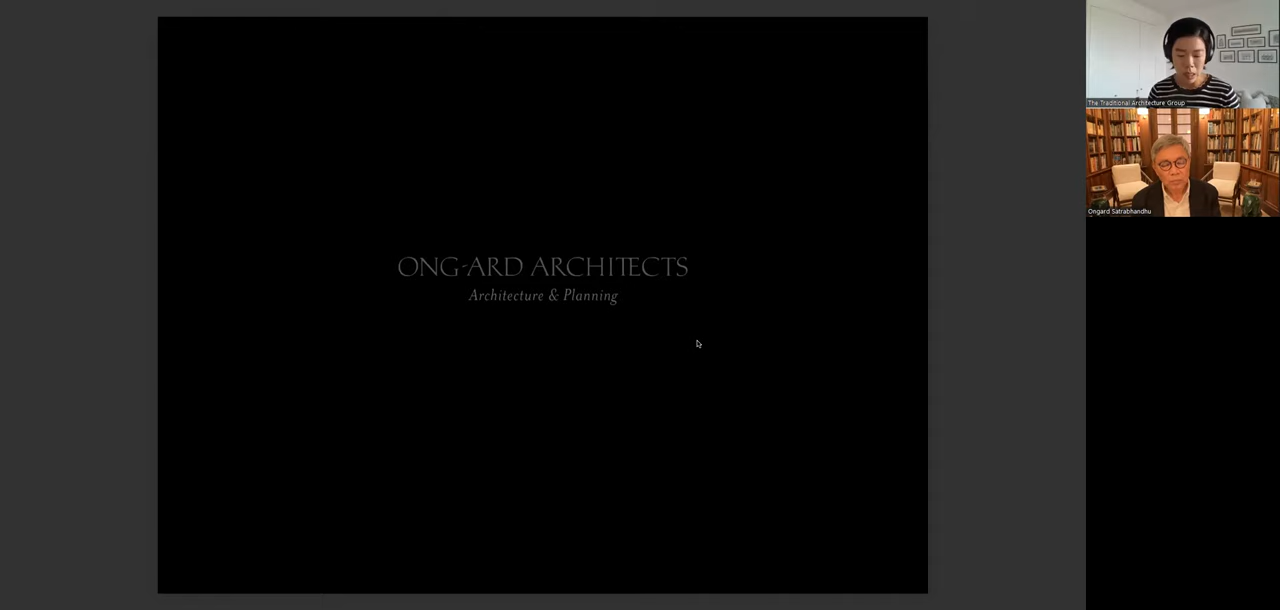 ONG-ARD ARCHITECTS
Architecture & Planning
The Traditional Architecture Group
Ongard Satrabhandhu